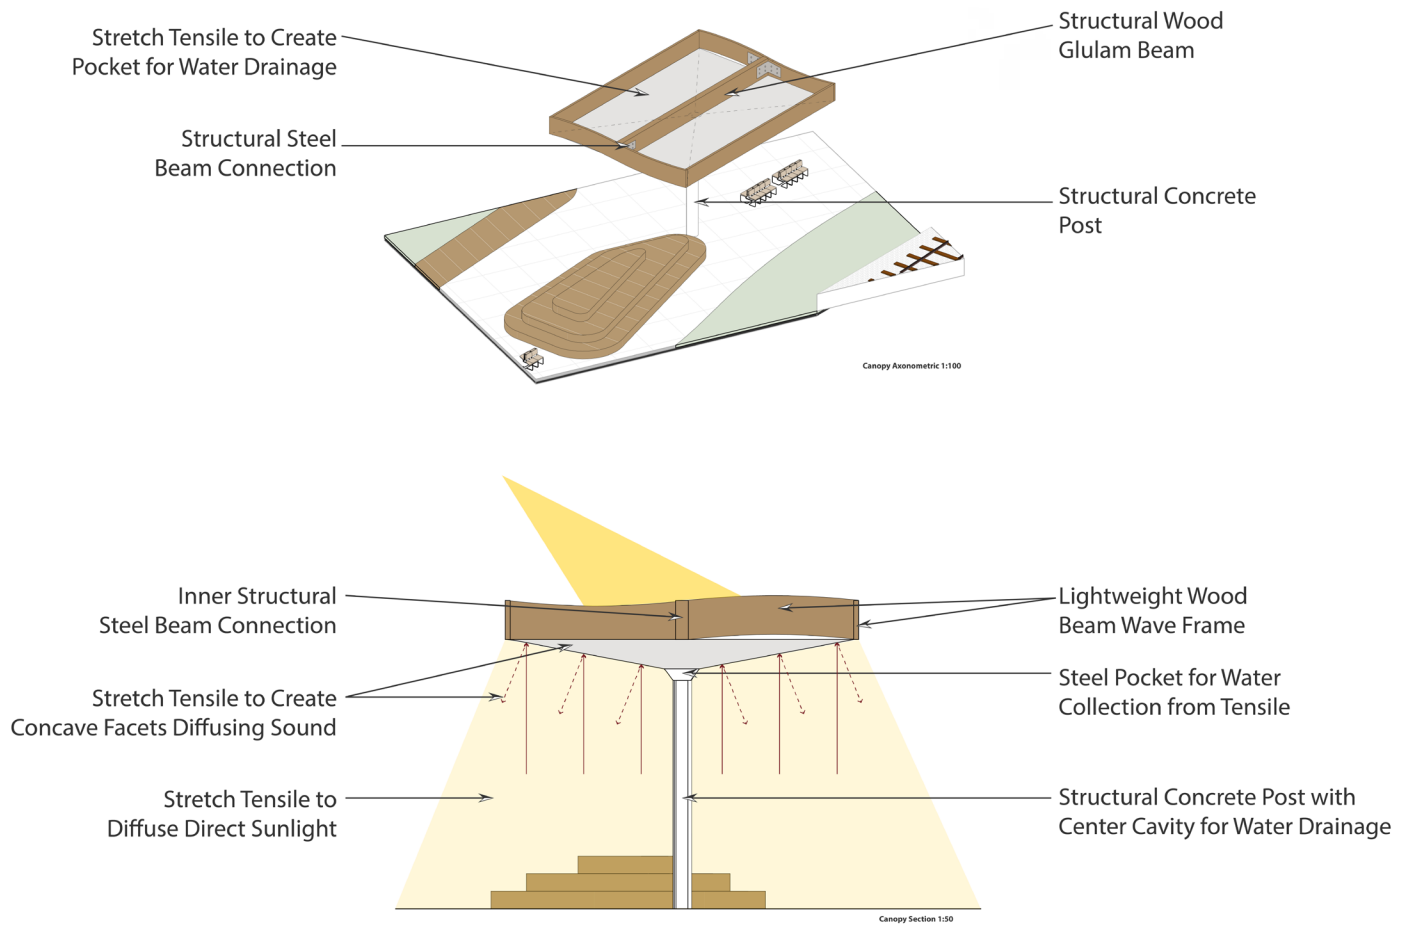 Stretch Tensile to Create
Pocket for Water Drainage
Structural Wood
Glulam Beam
Structural Steel
Beam Connection
Structural Concrete
Post
Canopy Axonometric 1:100
Inner Structural
Steel Beam Connection
Lightweight Wood
Beam Wave Frame
Stretch Tensile to Create
Concave Facets Diffusing Sound
Steel Pocket for Water
Collection from Tensile
Stretch Tensile to
Diffuse Direct Sunlight
Structural Concrete Post with
Center Cavity for Water Drainage
Canopy Section 1:50